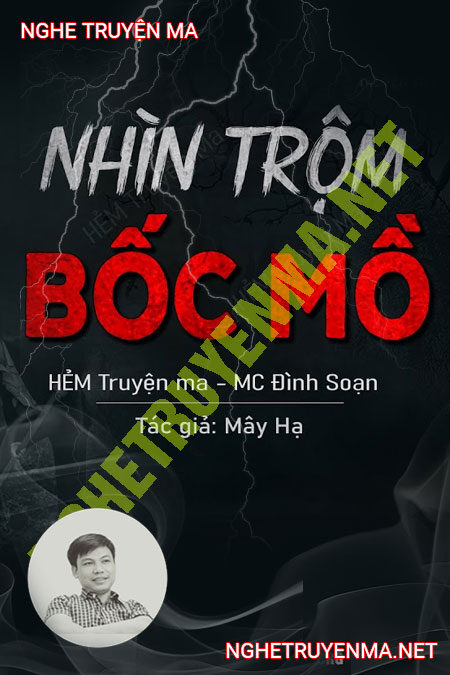 NGHE TRUYỆN MA
NHÌN TRỘM
BỐC MỒ
HẺM Truyện ma - MC Đình Soạn
Tác giả: Mây Hạ
NGHETRUYENMA.NET
NGHETRUYENMA.NET